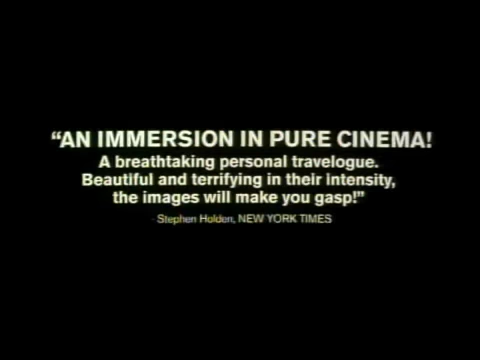 “AN IMMERSION IN PURE CINEMA!
A breathtaking personal travelogue.
Beautiful and terrifying in their intensity,
the images will make you gasp!”
- Stephen Holden, NEW YORK TIMES